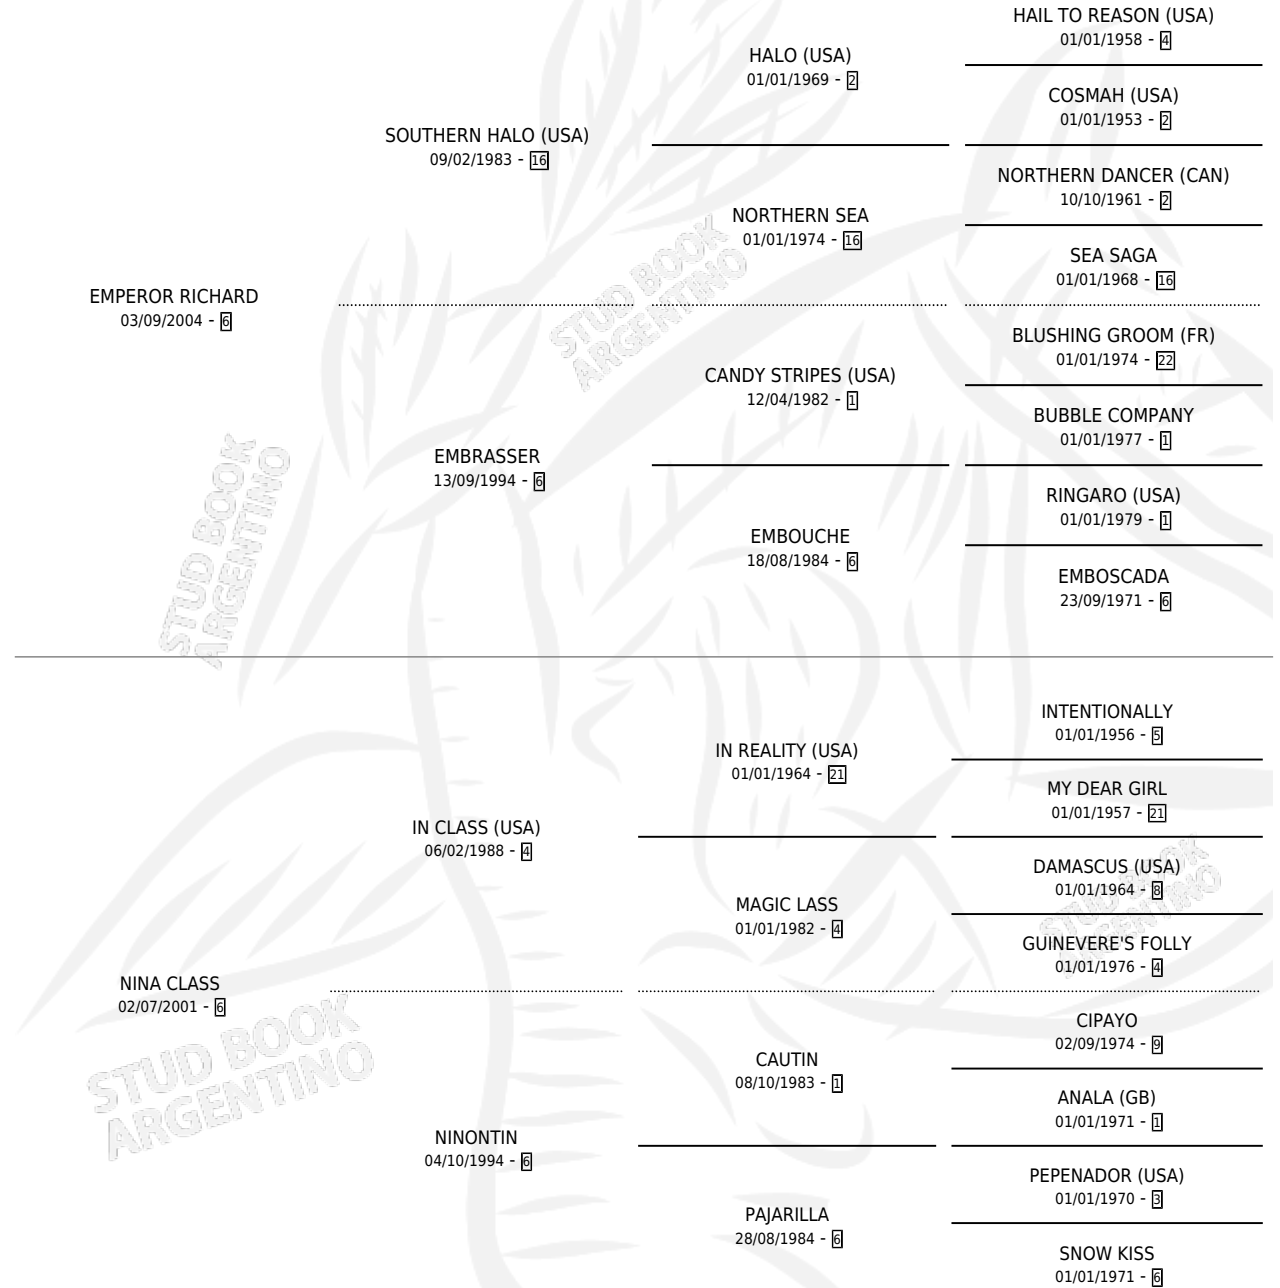 HAIL TO REASON (USA)
01/01/1958 - 4
HALO (USA)
01/01/1969 - 2
COSMAH (USA)
01/01/1953 - 2
SOUTHERN HALO (USA)
09/02/1983 - 16
NORTHERN DANCER (CAN)
10/10/1961 - 2
NORTHERN SEA
01/01/1974 - 16
SEA SAGA
01/01/1968 - 16
EMPEROR RICHARD
03/09/2004 - 6
BLUSHING GROOM (FR)
01/01/1974 - 22
CANDY STRIPES (USA)
12/04/1982 - 1
BUBBLE COMPANY
01/01/1977 - 1
EMBRASSER
13/09/1994 - 6
RINGARO (USA)
01/01/1979 - 1
EMBOUCHE
18/08/1984 - 6
EMBOSCADA
23/09/1971 - 6
INTENTIONALLY
01/01/1956 - 5
IN REALITY (USA)
01/01/1964 - 21
MY DEAR GIRL
01/01/1957 - 21
IN CLASS (USA)
06/02/1988 - 4
DAMASCUS (USA)
01/01/1964 - 8
MAGIC LASS
01/01/1982 - 4
GUINEVERE'S FOLLY
01/01/1976 - 4
NINA CLASS
02/07/2001 - 6
CIPAYO
02/09/1974 - 9
CAUTIN
08/10/1983 - 1
ANALA (GB)
01/01/1971 - 1
NINONTIN
04/10/1994 - 6
PEPENADOR (USA)
01/01/1970 - 3
PAJARILLA
28/08/1984 - 6
SNOW KISS
01/01/1971 - 6
STUD BOOK
ARGENTINO
STUD BOOK
ARGENTINO
STUD BOOK
ARGENTINO
STUD BOOK
ARGENTINO